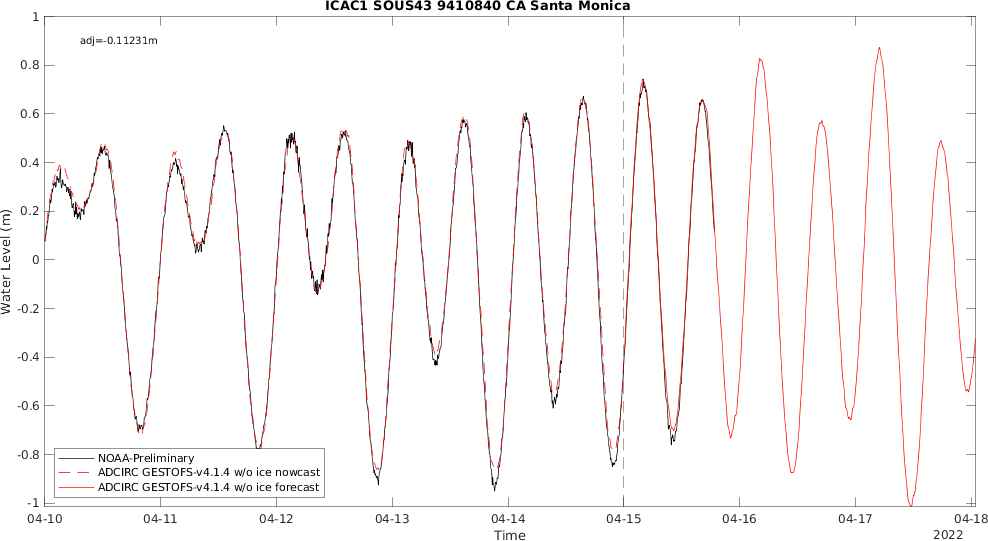 ICAC1 SOUS43 9410840 CA Santa Monica
adj=-0.11231m
1
0.8
0.6
0.4
0.2
0
-0.2
-0.4
-0.6
-0.8
-1
Water Level (m)
NOAA-Preliminary
ADCIRC GESTOFS-v4.1.4 w/o ice nowcast
ADCIRC GESTOFS-v4.1.4 w/o ice forecast
04-10 04-11 04-12 04-13 04-14 04-15 04-16 04-17 04-18
Time
2022